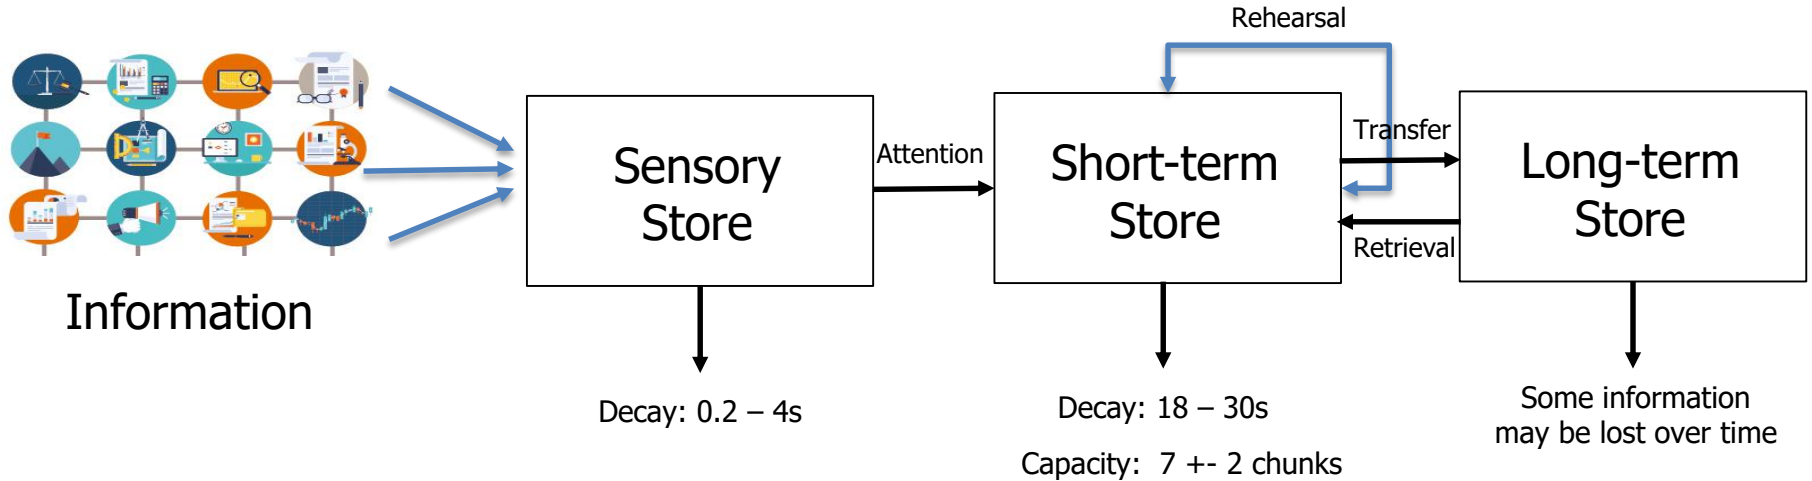 Information
Sensory
Store
Decay: 0.2 – 4s
Attention
Rehearsal
Short-term
Store
Decay: 18 – 30s
Capacity:  7 +- 2 chunks
Transfer
Retrieval
Long-term
Store
Some information
may be lost over time